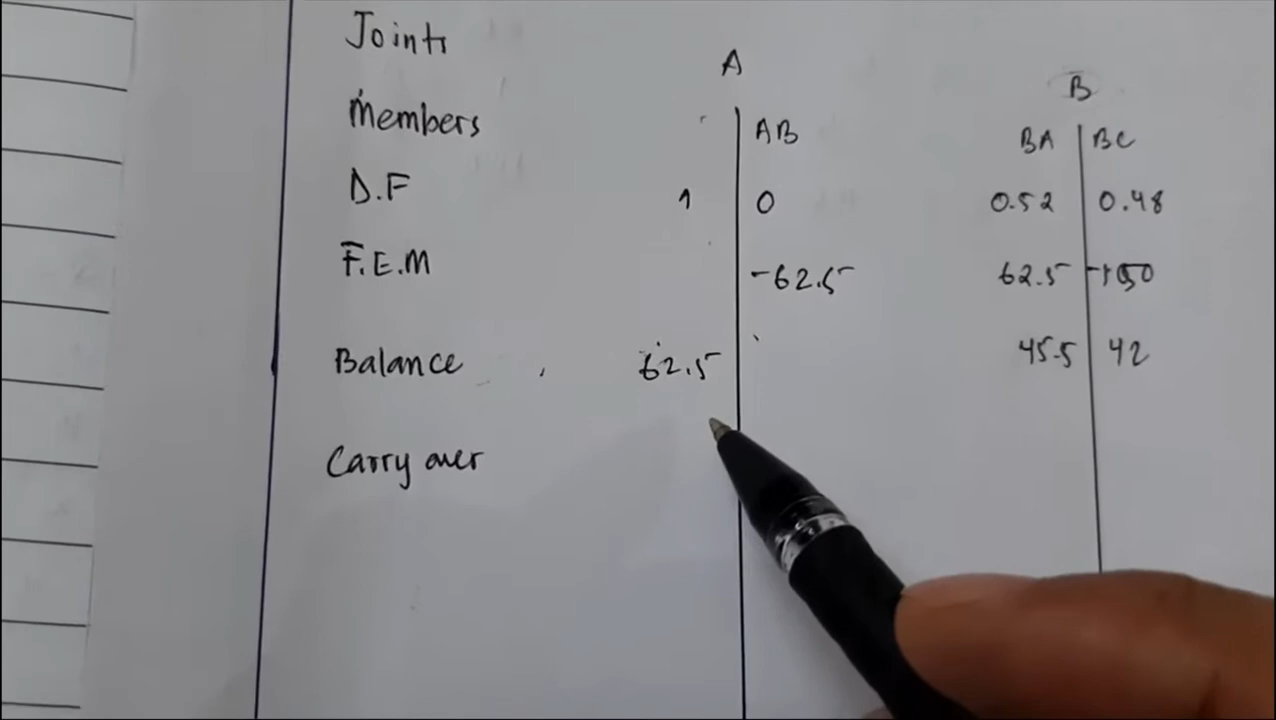 Joints A B
Members AB BA BC
D.F 1 0 0.52 0.48
F.E.M -62.5 62.5 -150
Balance 62.5 45.5 42
Carry over